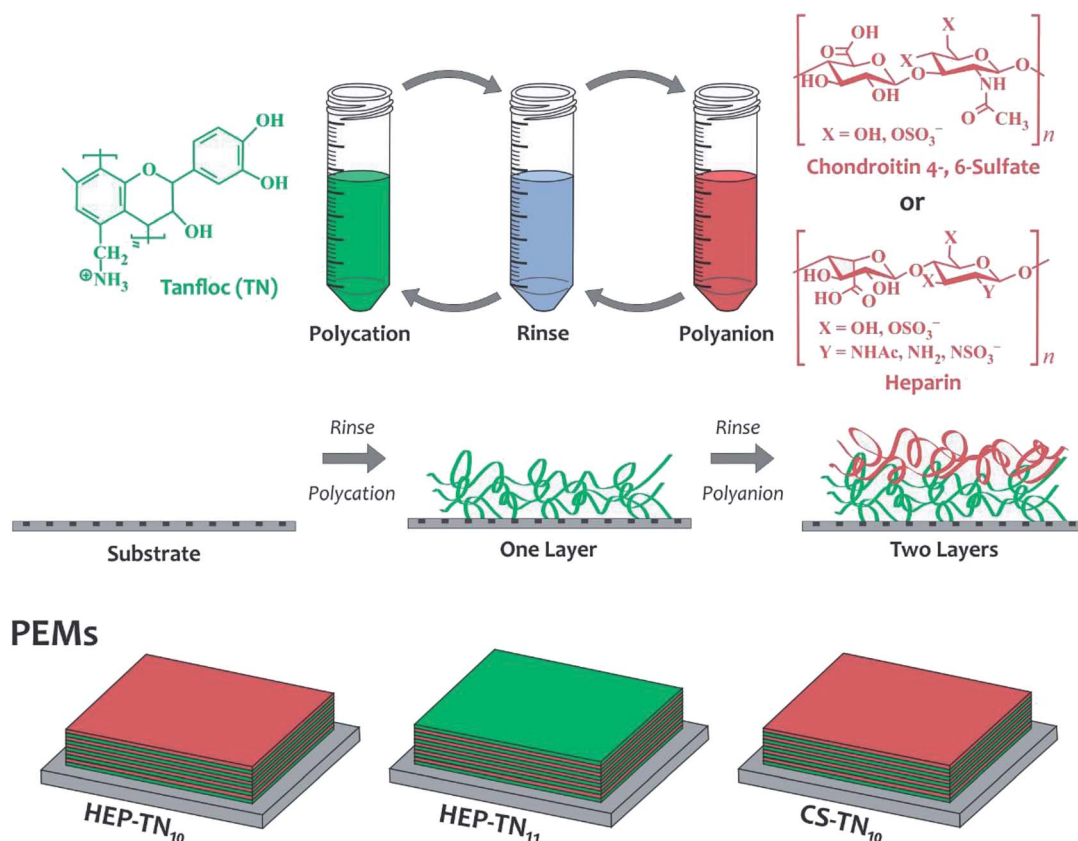 OH
OH
O
OH
CH₂
⊕NH₃
n
Tanfloc (TN)
Polycation
Rinse
Polyanion
OH
O
HO
O
OH
X
X
O
O
NH
O
CH₃
n
X = OH, OSO₃⁻
Chondroitin 4-, 6-Sulfate
or
O
HO
OH
HO
O
O
X
X
O
Y
O
X = OH, OSO₃⁻
Y = NHAc, NH₂, NSO₃⁻
n
Heparin
Rinse
Polycation
Rinse
Polyanion
Substrate
One Layer
Two Layers
PEMs
HEP-TN₁₀
HEP-TN₁₁
CS-TN₁₀